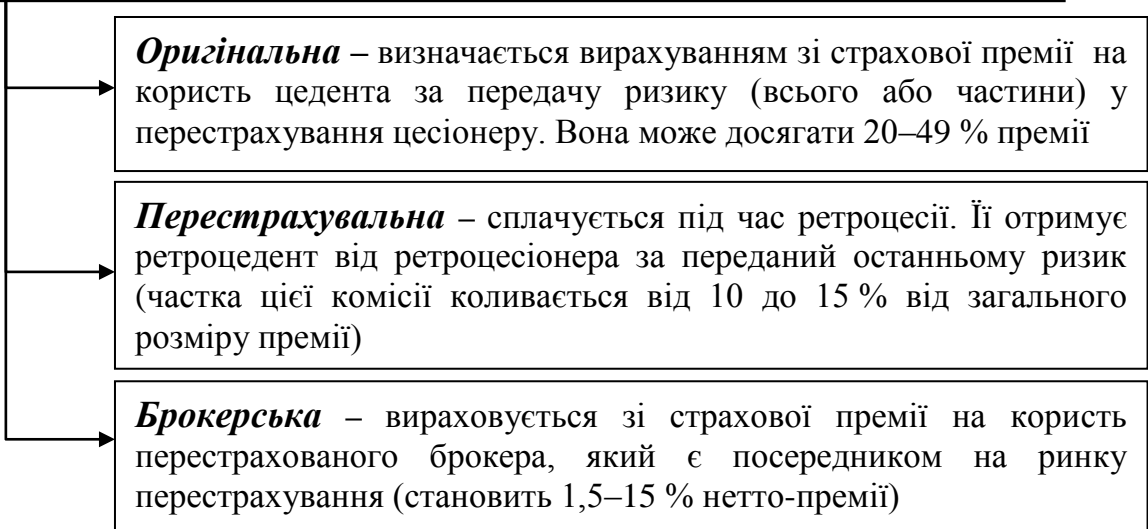 Оригінальна – визначається вирахуванням зі страхової премії на
користь цедента за передачу ризику (всього або частини) у
перестрахування цесіонеру. Вона може досягати 20–49 % премії
Перестрахувальна – сплачується під час ретроцесії. Її отримує
ретроцедент від ретроцесіонера за переданий останньому ризик
(частка цієї комісії коливається від 10 до 15 % від загального
розміру премії)
Брокерська – вираховується зі страхової премії на користь
перестрахованого брокера, який є посередником на ринку
перестрахування (становить 1,5–15 % нетто-премії)